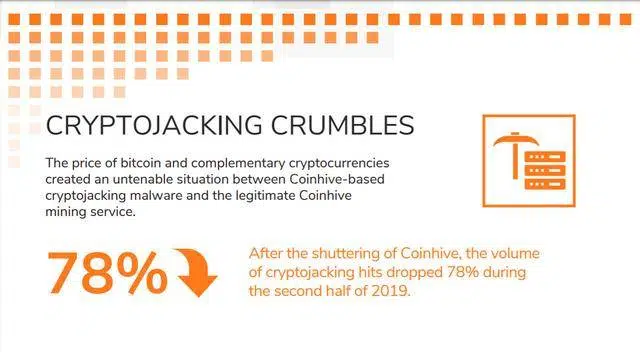 CRYPTOJACKING CRUMBLES
The price of bitcoin and complementary cryptocurrencies
created an untenable situation between Coinhive-based
cryptojacking malware and the legitimate Coinhive
mining service.
78%
After the shuttering of Coinhive, the volume
of cryptojacking hits dropped 78% during
the second half of 2019.